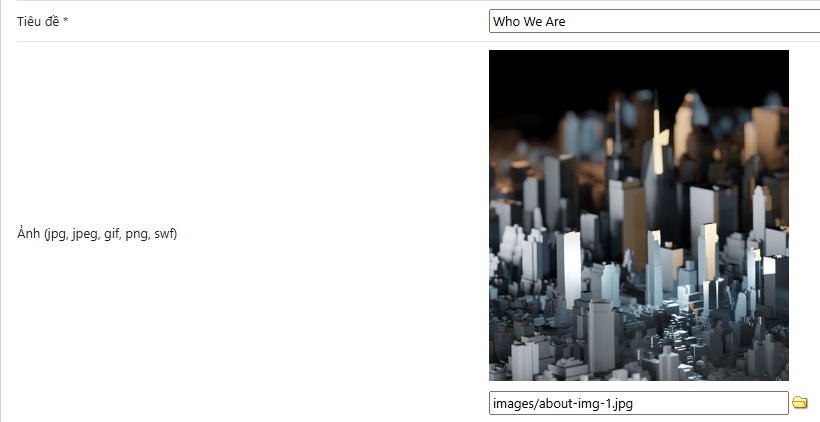 Tiêu đề *
Who We Are
Ảnh (jpg, jpeg, gif, png, swf)
images/about-img-1.jpg